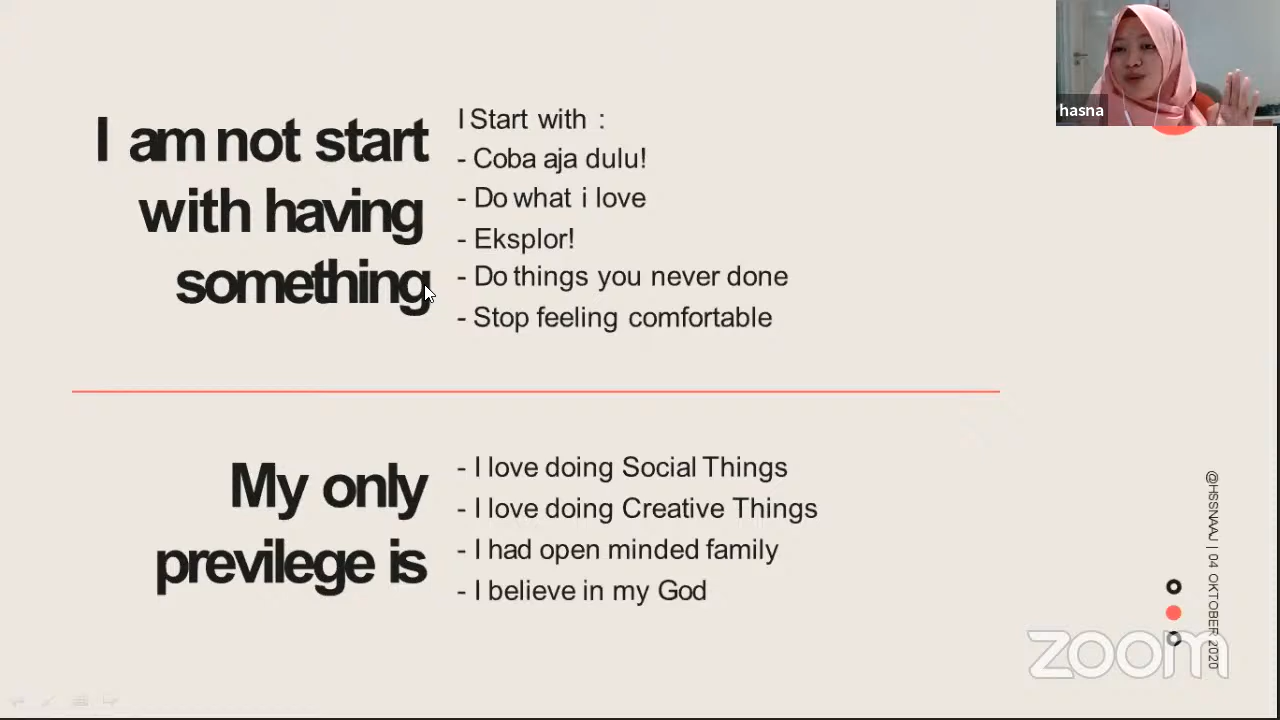 hasna
I am not start
with having
something
I Start with :
- Coba aja dulu!
- Do what i love
- Eksplor!
- Do things you never done
- Stop feeling comfortable
My only
previlege is
- I love doing Social Things
- I love doing Creative Things
- I had open minded family
- I believe in my God
@HSSNAAJ | 04 OKTOBER 2020
zoom